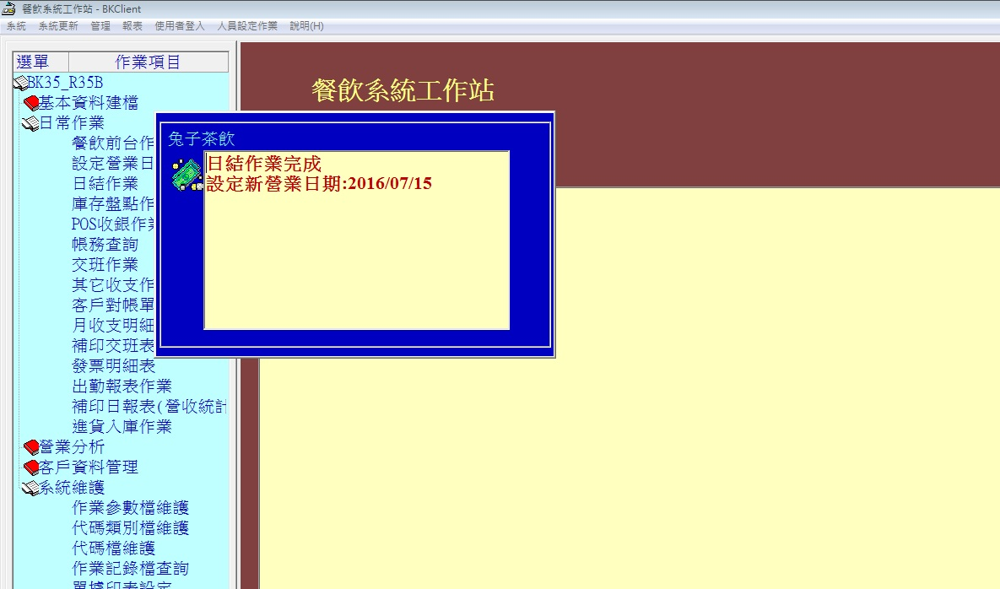 餐飲系統工作站 - BKClient
系統 系統更新 管理 報表 使用者登入 人員設定作業 說明(H)
選單 作業項目
BK35_R35B
基本資料建檔
日常作業
餐飲前台作
設定營業日
日結作業
庫存盤點作
POS收銀作業
帳務查詢
交班作業
其它收支作
客戶對帳單
月收支明細
補印交班表
發票明細表
出勤報表作業
補印日報表(營收統計
進貨入庫作業
營業分析
客戶資料管理
系統維護
作業參數檔維護
代碼類別檔維護
代碼檔維護
作業記錄檔查詢
單據印表設定
餐飲系統工作站
兔子茶飲
日結作業完成
設定新營業日期:2016/07/15